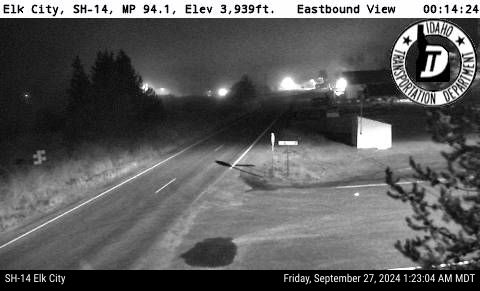 Elk City, SH-14, MP 94.1, Elev 3,939ft. Eastbound View 00:14:24
IDAHO
TRANSPORTATION DEPARTMENT
SH-14 Elk City Friday, September 27, 2024 1:23:04 AM MDT